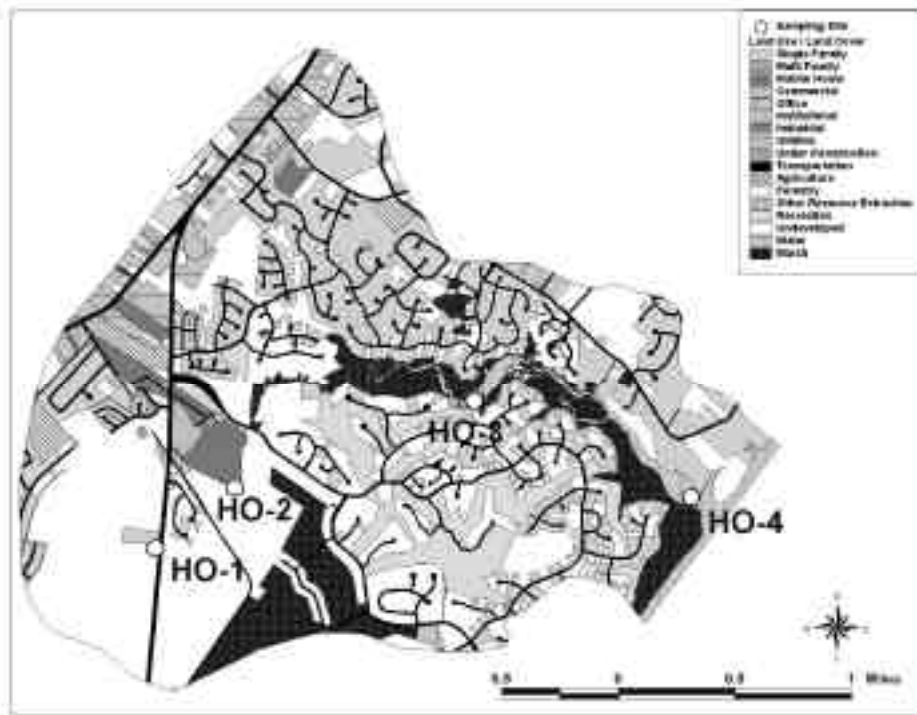 Sampling Site
Land Use / Land Cover
Single Family
Multi Family
Mobile Home
Commercial
Office
Institutional
Industrial
Utilities
Under Construction
Transportation
Agriculture
Forestry
Other Resource Extraction
Recreation
Undeveloped
Water
Marsh
HO-3
HO-2
HO-4
HO-1
0.5 0 0.5 1 Miles